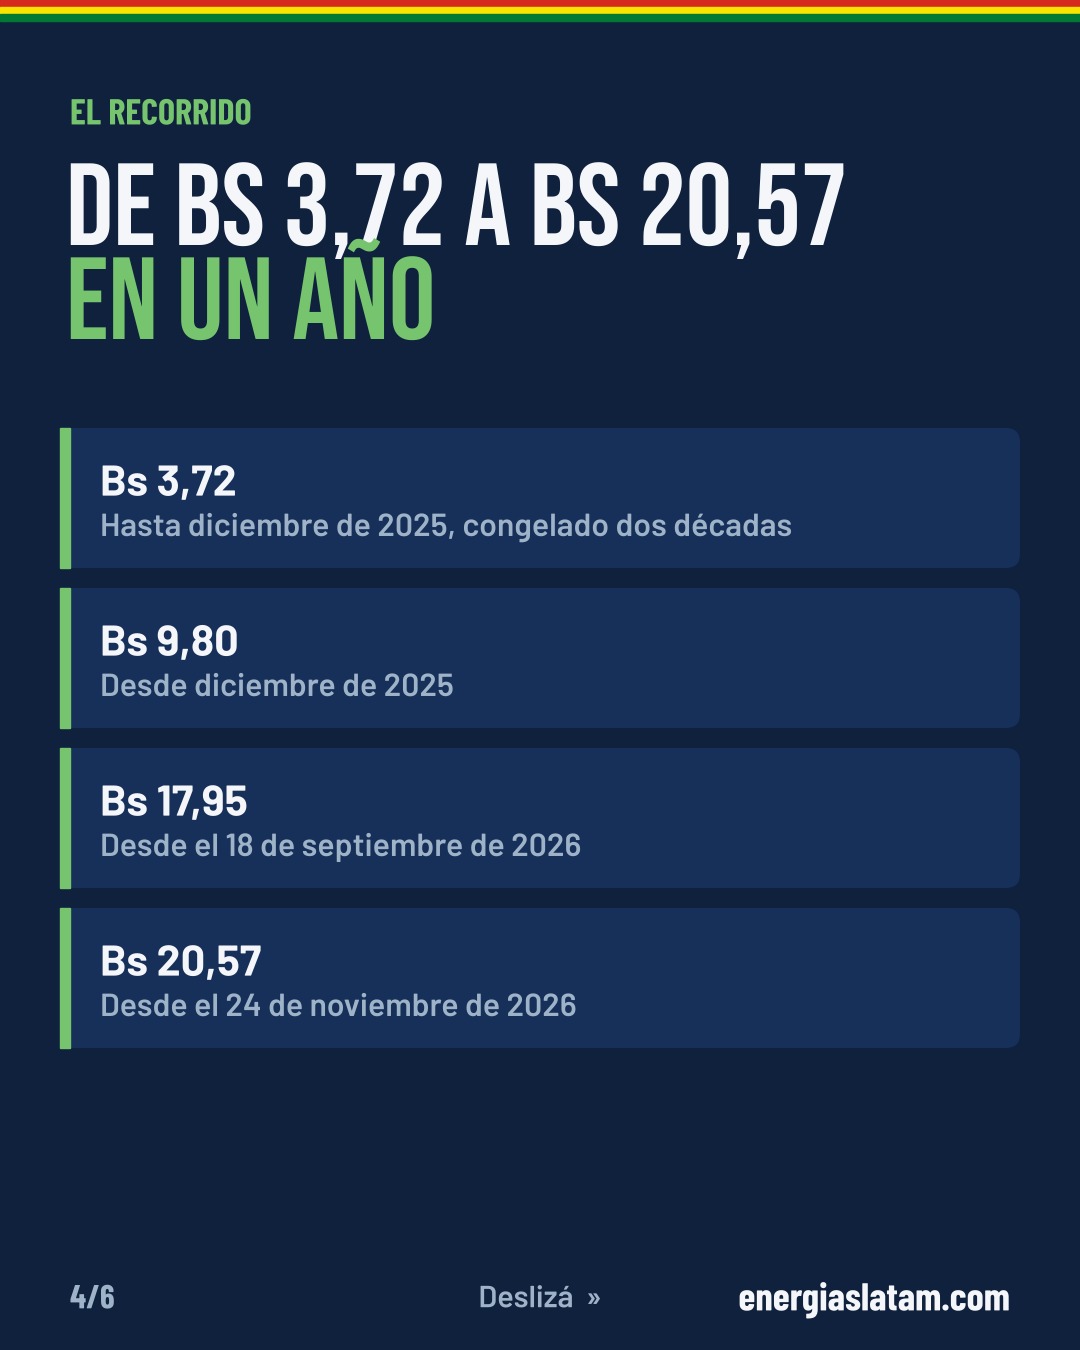 EL RECORRIDO
DE BS 3,72 A BS 20,57
EN UN AÑO
Bs 3,72
Hasta diciembre de 2025, congelado dos décadas
Bs 9,80
Desde diciembre de 2025
Bs 17,95
Desde el 18 de septiembre de 2026
Bs 20,57
Desde el 24 de noviembre de 2026
4/6
Deslizá »
energiaslatam.com